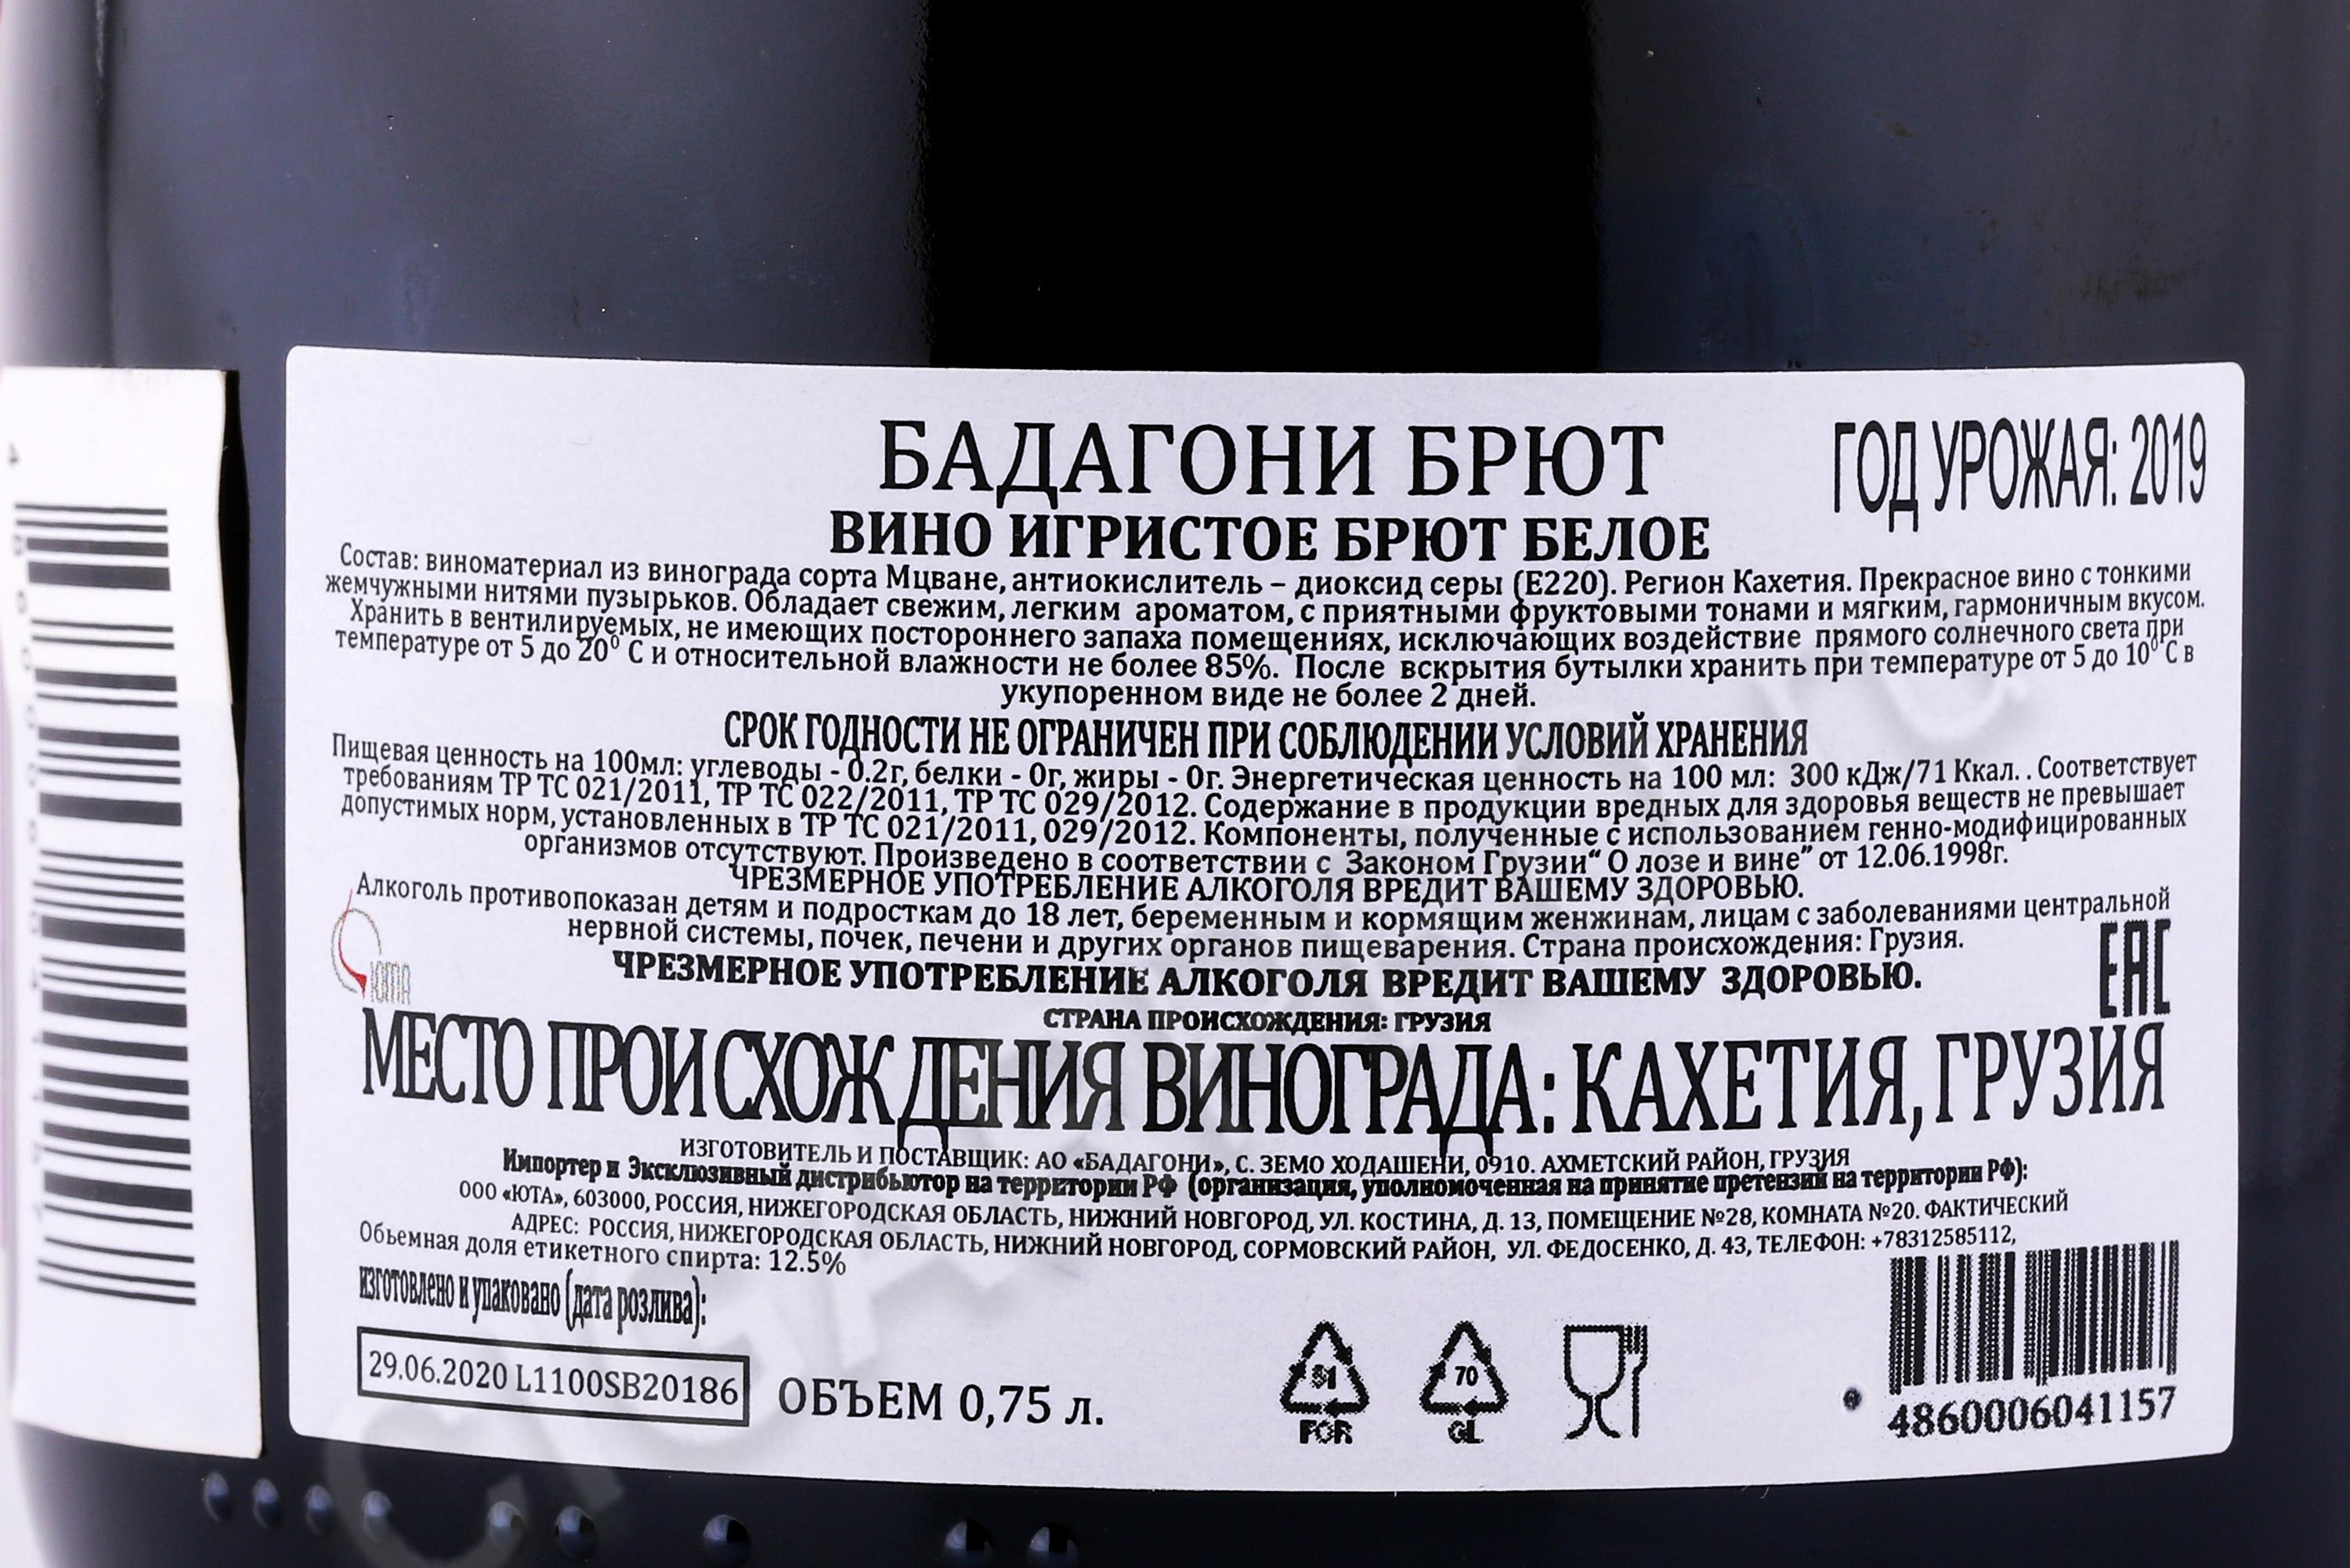 БАДАГОНИ БРЮТ
ГОД УРОЖАЯ: 2019
ВИНО ИГРИСТОЕ БРЮТ БЕЛОЕ
Состав: виноматериал из винограда сорта Мцване, антиокислитель – диоксид серы (Е220). Регион Кахетия. Прекрасное вино с тонкими
жемчужными нитями пузырьков. Обладает свежим, легким ароматом, с приятными фруктовыми тонами и мягким, гармоничным вкусом.
Хранить в вентилируемых, не имеющих постороннего запаха помещениях, исключающих воздействие прямого солнечного света при
температуре от 5 до 20⁰ С и относительной влажности не более 85%. После вскрытия бутылки хранить при температуре от 5 до 10⁰ С в
укупоренном виде не более 2 дней.
СРОК ГОДНОСТИ НЕ ОГРАНИЧЕН ПРИ СОБЛЮДЕНИИ УСЛОВИЙ ХРАНЕНИЯ
Пищевая ценность на 100мл: углеводы - 0.2г, белки - 0г, жиры - 0г. Энергетическая ценность на 100 мл: 300 кДж/71 Ккал. . Соответствует
требованиям ТР ТС 021/2011, ТР ТС 022/2011, ТР ТС 029/2012. Содержание в продукции вредных для здоровья веществ не превышает
допустимых норм, установленных в ТР ТС 021/2011, 029/2012. Компоненты, полученные с использованием генно-модифицированных
организмов отсутствуют. Произведено в соответствии с Законом Грузии“ О лозе и вине” от 12.06.1998г.
ЧРЕЗМЕРНОЕ УПОТРЕБЛЕНИЕ АЛКОГОЛЯ ВРЕДИТ ВАШЕМУ ЗДОРОВЬЮ.
Алкоголь противопоказан детям и подросткам до 18 лет, беременным и кормящим женжинам, лицам с заболеваниями центральной
нервной системы, почек, печени и других органов пищеварения. Страна происхождения: Грузия.
ЧРЕЗМЕРНОЕ УПОТРЕБЛЕНИЕ АЛКОГОЛЯ ВРЕДИТ ВАШЕМУ ЗДОРОВЬЮ.
ЮТА
EAC
СТРАНА ПРОИСХОЖДЕНИЯ: ГРУЗИЯ
МЕСТО ПРОИСХОЖДЕНИЯ ВИНОГРАДА: КАХЕТИЯ, ГРУЗИЯ
ИЗГОТОВИТЕЛЬ И ПОСТАВЩИК: АО «БАДАГОНИ», С. ЗЕМО ХОДАШЕНИ, 0910. АХМЕТСКИЙ РАЙОН, ГРУЗИЯ
Импортер и Эксклюзивный дистрибьютор на территории РФ (организация, уполномоченная на принятие претензий на территории РФ):
ООО «ЮТА», 603000, РОССИЯ, НИЖЕГОРОДСКАЯ ОБЛАСТЬ, НИЖНИЙ НОВГОРОД, УЛ. КОСТИНА, Д. 13, ПОМЕЩЕНИЕ №28, КОМНАТА №20. ФАКТИЧЕСКИЙ
АДРЕС: РОССИЯ, НИЖЕГОРОДСКАЯ ОБЛАСТЬ, НИЖНИЙ НОВГОРОД, СОРМОВСКИЙ РАЙОН, УЛ. ФЕДОСЕНКО, Д. 43, ТЕЛЕФОН: +78312585112,
Обьемная доля етикетного спирта: 12.5%
изготовлено и упаковано (дата розлива):
29.06.2020 L1100SB20186
ОБЪЕМ 0,75 л.
FOR
70
GL
4860006041157